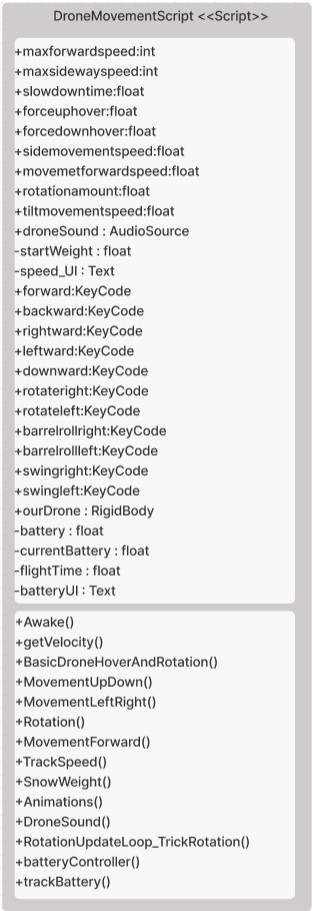 DroneMovementScript <<Script>>
+maxforwardspeed:int
+maxsidewayspeed:int
+slowdowntime:float
+forceuphover:float
+forcedownhover:float
+sidemovementspeed:float
+movemetforwardspeed:float
+rotationamount:float
+tiltmovementspeed:float
+droneSound : AudioSource
-startWeight : float
-speed_UI : Text
+forward:KeyCode
+backward:KeyCode
+rightward:KeyCode
+leftward:KeyCode
+downward:KeyCode
+rotateright:KeyCode
+rotateleft:KeyCode
+barrelrollright:KeyCode
+barrelrollleft:KeyCode
+swingright:KeyCode
+swingleft:KeyCode
+ourDrone : RigidBody
-battery : float
-currentBattery : float
-flightTime : float
-batteryUI : Text
+Awake()
+getVelocity()
+BasicDroneHoverAndRotation()
+MovementUpDown()
+MovementLeftRight()
+Rotation()
+MovementForward()
+TrackSpeed()
+SnowWeight()
+Animations()
+DroneSound()
+RotationUpdateLoop_TrickRotation()
+batteryController()
+trackBattery()